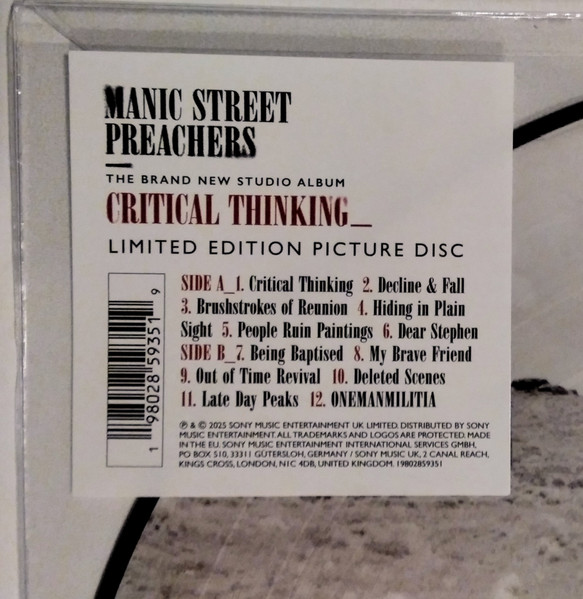 MANIC STREET
PREACHERS
THE BRAND NEW STUDIO ALBUM
CRITICAL THINKING_
LIMITED EDITION PICTURE DISC
SIDE A_1. Critical Thinking 2. Decline & Fall
3. Brushstrokes of Reunion 4. Hiding in Plain
Sight 5. People Ruin Paintings 6. Dear Stephen
SIDE B_7. Being Baptised 8. My Brave Friend
9. Out of Time Revival 10. Deleted Scenes
11. Late Day Peaks 12. ONEMANMILITIA
1 98028 59351 9
℗ & © 2025 SONY MUSIC ENTERTAINMENT UK LIMITED. DISTRIBUTED BY SONY
MUSIC ENTERTAINMENT. ALL TRADEMARKS AND LOGOS ARE PROTECTED. MADE
IN THE EU. SONY MUSIC ENTERTAINMENT INTERNATIONAL SERVICES GMBH,
PO BOX 510, 33311 GÜTERSLOH, GERMANY / SONY MUSIC UK, 2 CANAL REACH,
KINGS CROSS, LONDON, N1C 4DB, UNITED KINGDOM. 19802859351